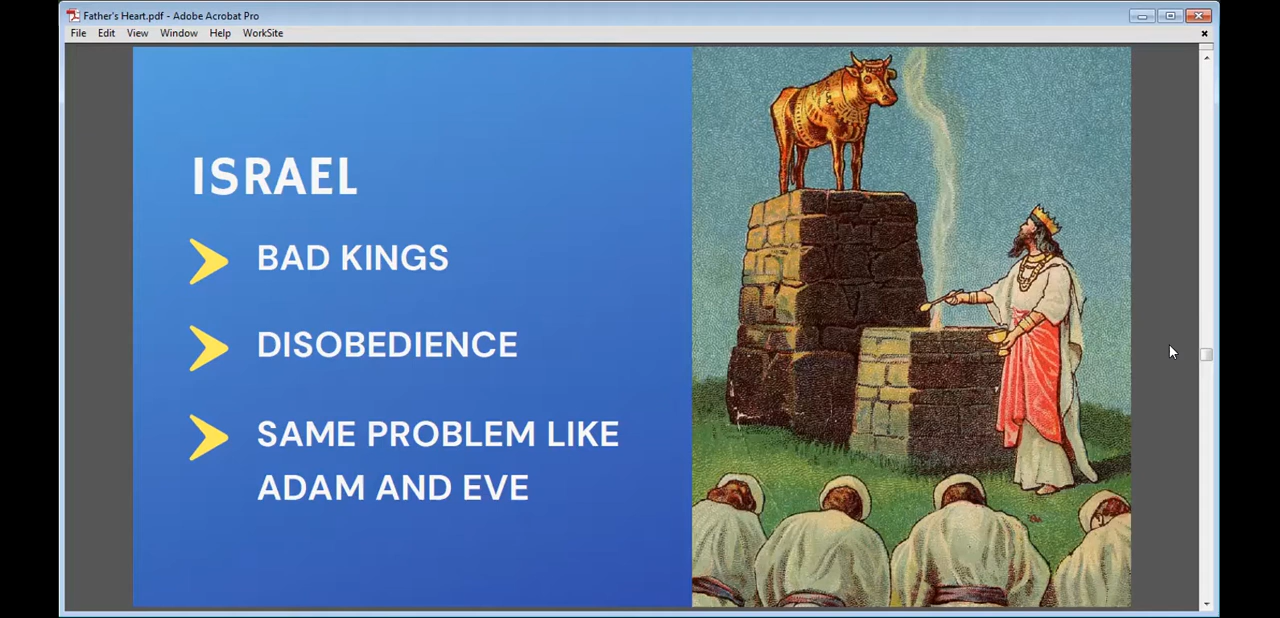 Father's Heart.pdf - Adobe Acrobat Pro
File Edit View Window Help WorkSite
ISRAEL
BAD KINGS
DISOBEDIENCE
SAME PROBLEM LIKE
ADAM AND EVE